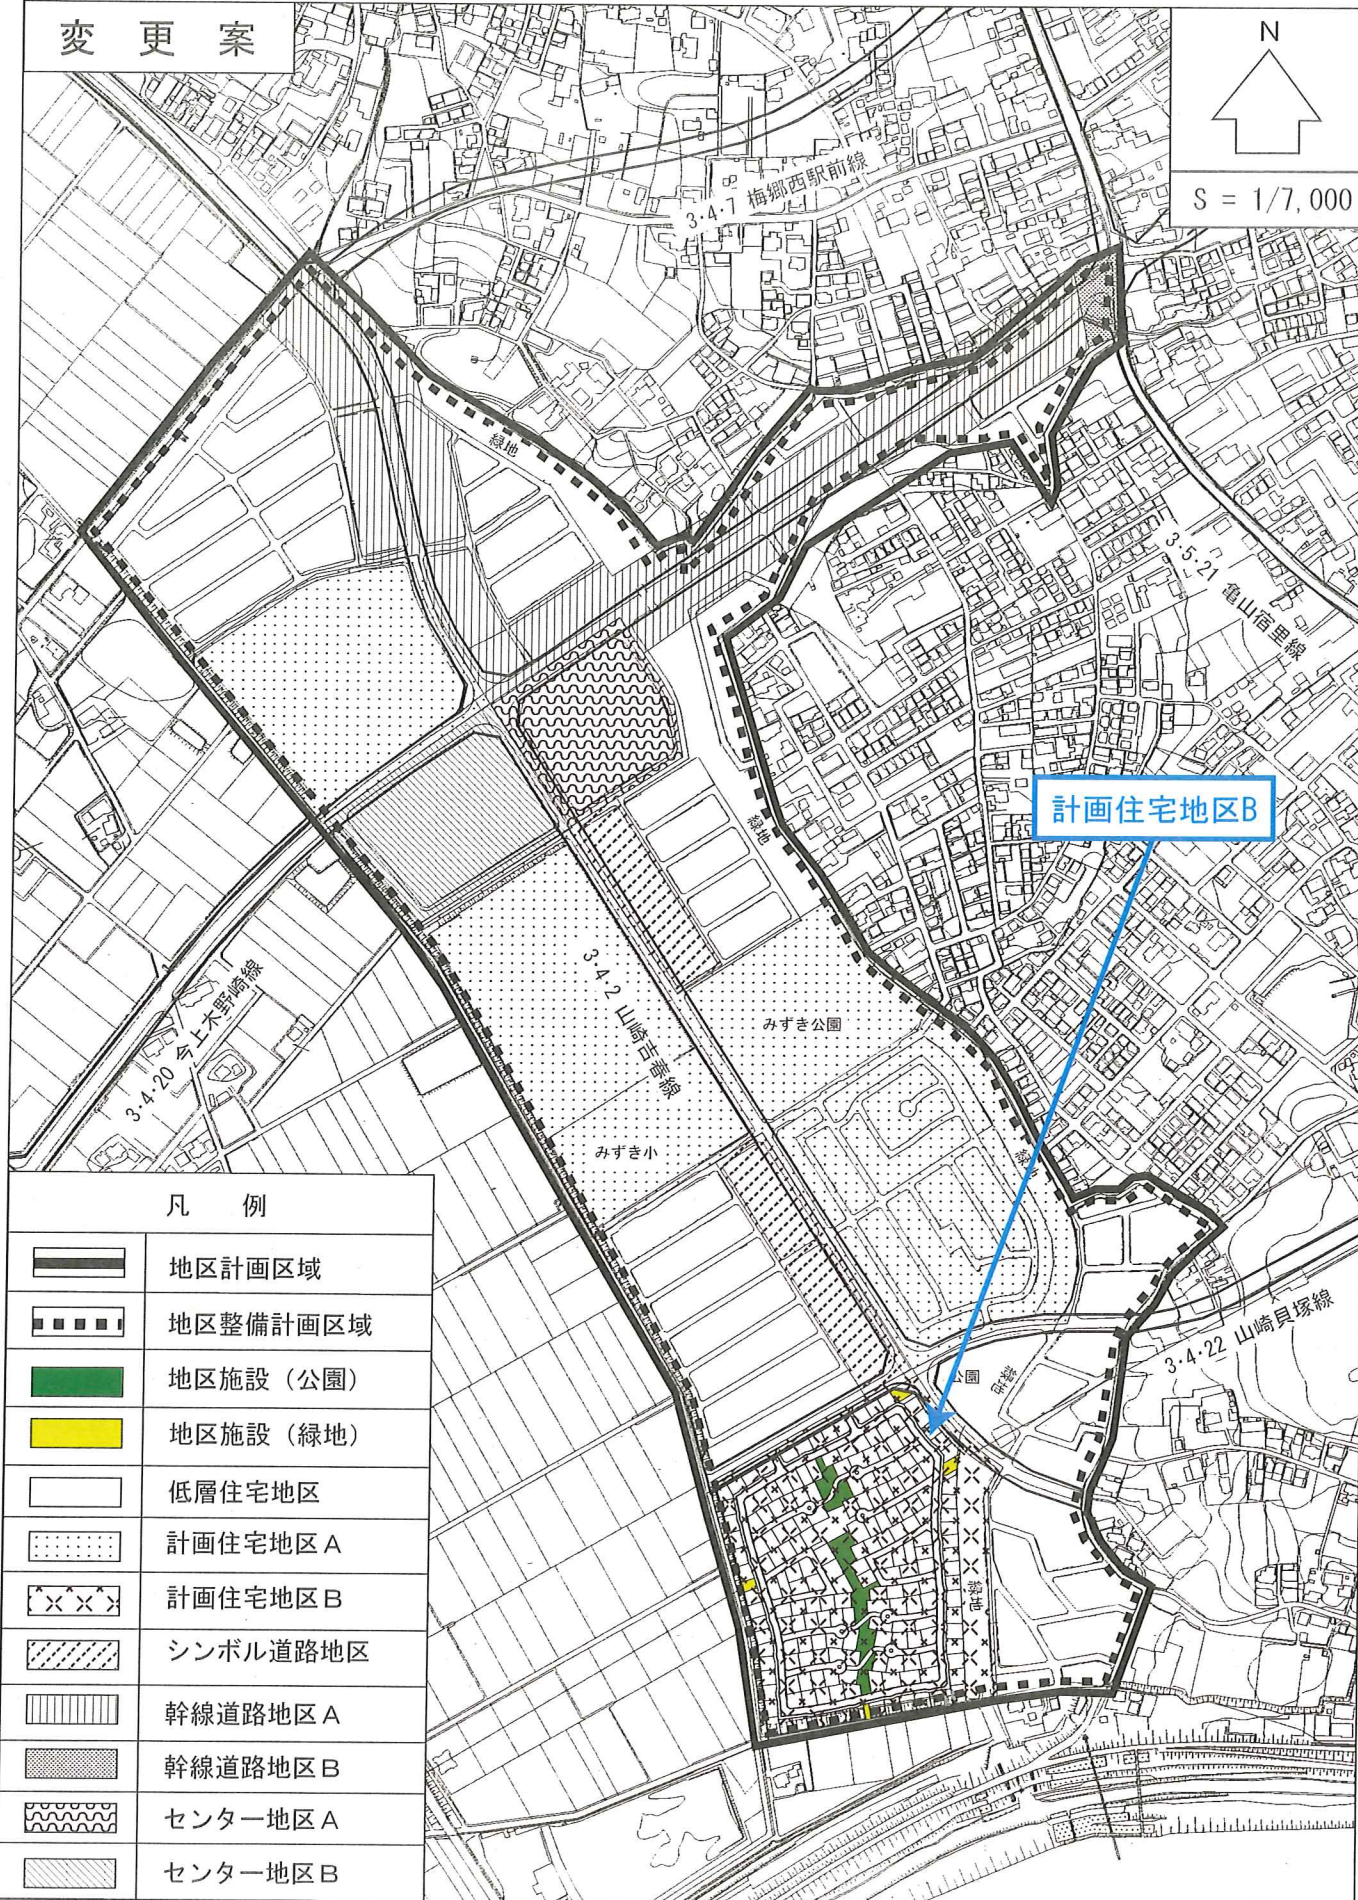 変更案
N
S = 1/7,000
3・4・7 梅郷西駅前線
緑地
3・5・21 亀山宿里線
計画住宅地区B
緑地
3・4・2 山崎吉春線
みずき公園
3・4・20 今上木野崎線
みずき小
緑地
3・4・22 山崎貝塚線
公園
緑地
緑地
凡例
地区計画区域
地区整備計画区域
地区施設（公園）
地区施設（緑地）
低層住宅地区
計画住宅地区A
計画住宅地区B
シンボル道路地区
幹線道路地区A
幹線道路地区B
センター地区A
センター地区B